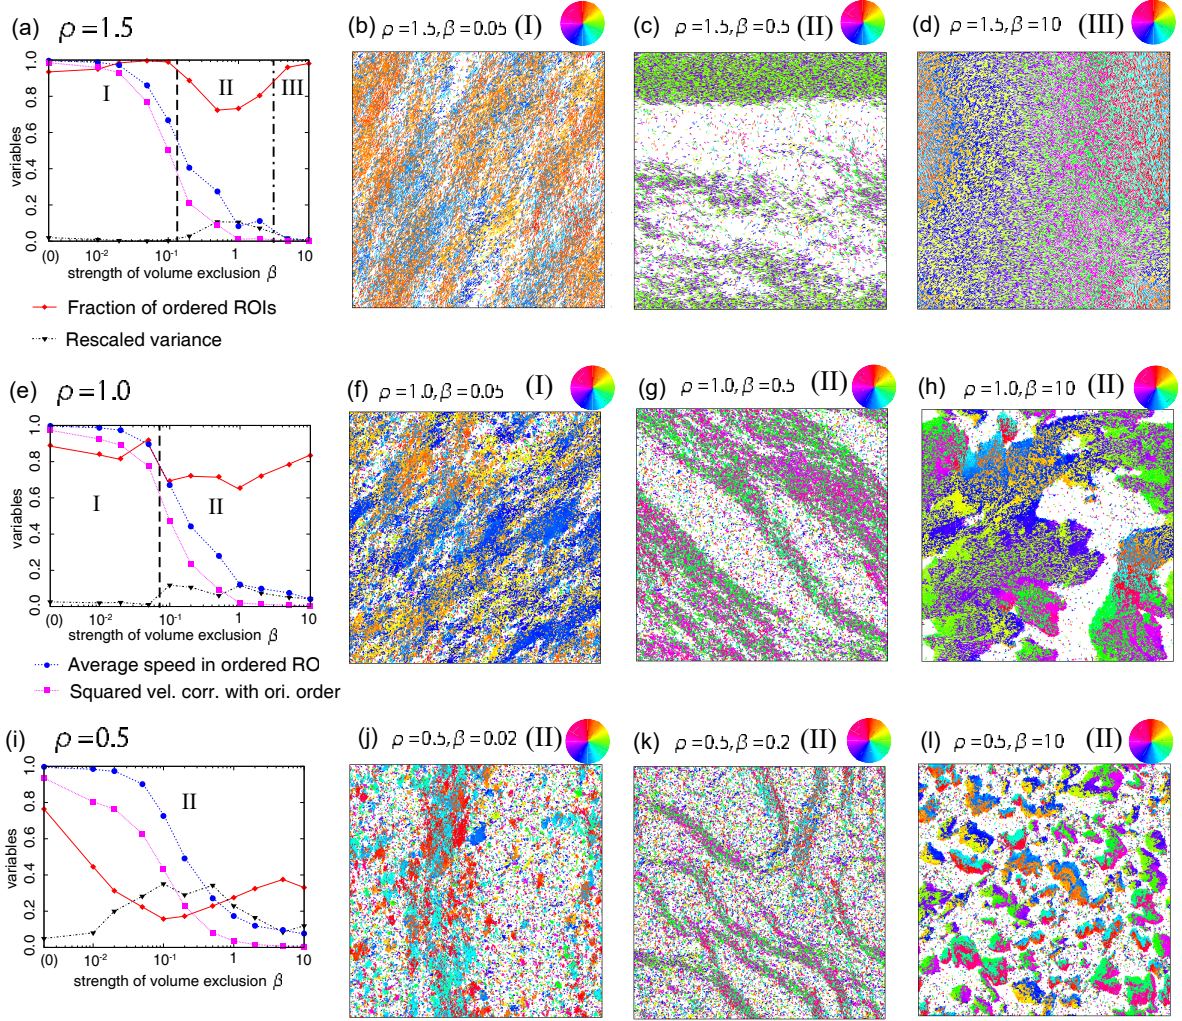 (a) ρ=1.5
(b) ρ=1.5, β=0.05 (I)
(c) ρ=1.5, β=0.5 (II)
(d) ρ=1.5, β=10 (III)
variables
1.0
0.8
0.6
0.4
0.2
0.0
I
II
III
(0) 10⁻² 10⁻¹ 1 10
strength of volume exclusion β
Fraction of ordered ROIs
Rescaled variance
(e) ρ=1.0
(f) ρ=1.0, β=0.05 (I)
(g) ρ=1.0, β=0.5 (II)
(h) ρ=1.0, β=10 (II)
variables
1.0
0.8
0.6
0.4
0.2
0.0
I
II
(0) 10⁻² 10⁻¹ 1 10
strength of volume exclusion β
Average speed in ordered RO
Squared vel. corr. with ori. order
(i) ρ=0.5
(j) ρ=0.5, β=0.02 (II)
(k) ρ=0.5, β=0.2 (II)
(l) ρ=0.5, β=10 (II)
variables
1.0
0.8
0.6
0.4
0.2
0.0
II
(0) 10⁻² 10⁻¹ 1 10
strength of volume exclusion β